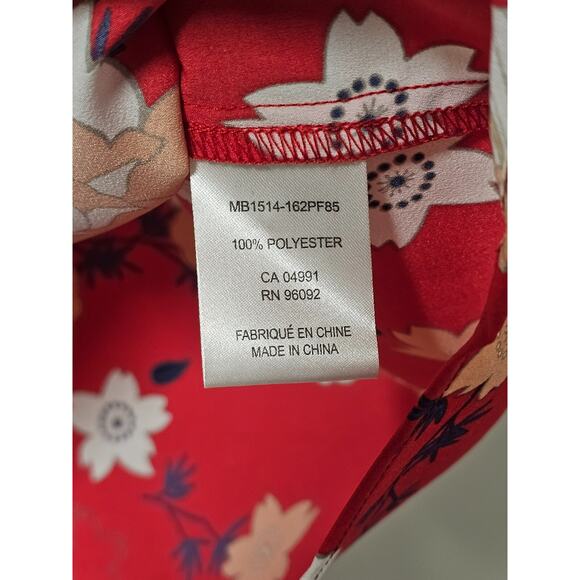 MB1514-162PF85
100% POLYESTER
CA 04991
RN 96092
FABRIQUÉ EN CHINE
MADE IN CHINA